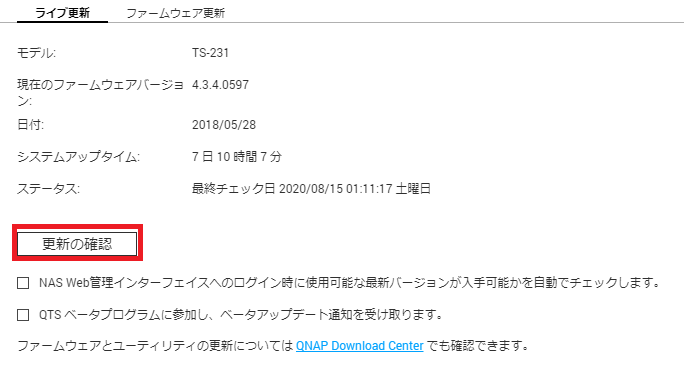 ライブ更新 ファームウェア更新
モデル: TS-231
現在のファームウェアバージョ 4.3.4.0597
ン:
日付: 2018/05/28
システムアップタイム: 7 日 10 時間 7 分
ステータス: 最終チェック日 2020/08/15 01:11:17 土曜日
更新の確認
NAS Web管理インターフェイスへのログイン時に使用可能な最新バージョンが入手可能かを自動でチェックします。
QTS ベータプログラムに参加し、ベータアップデート通知を受け取ります。
ファームウェアとユーティリティの更新については QNAP Download Center でも確認できます。